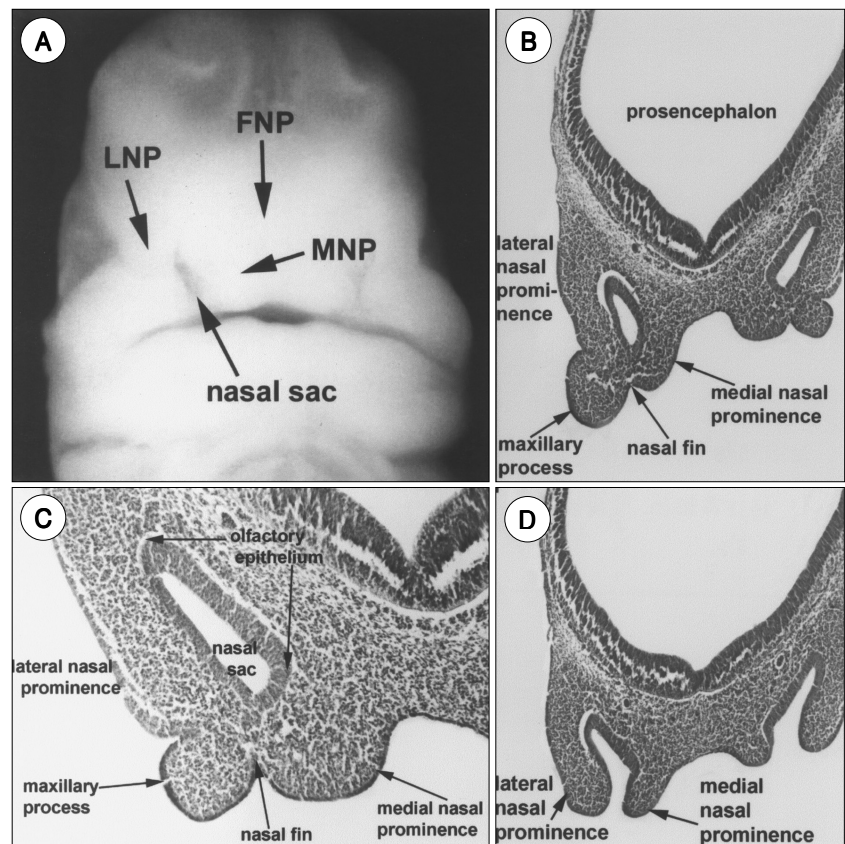 A
FNP
LNP
MNP
nasal sac
B
prosencephalon
lateral
nasal
promi-
nence
medial nasal
prominence
maxillary
process
nasal fin
C
olfactory
epithelium
nasal
sac
lateral nasal
prominence
maxillary
process
nasal fin
medial nasal
prominence
D
lateral
nasal
prominence
medial
nasal
prominence